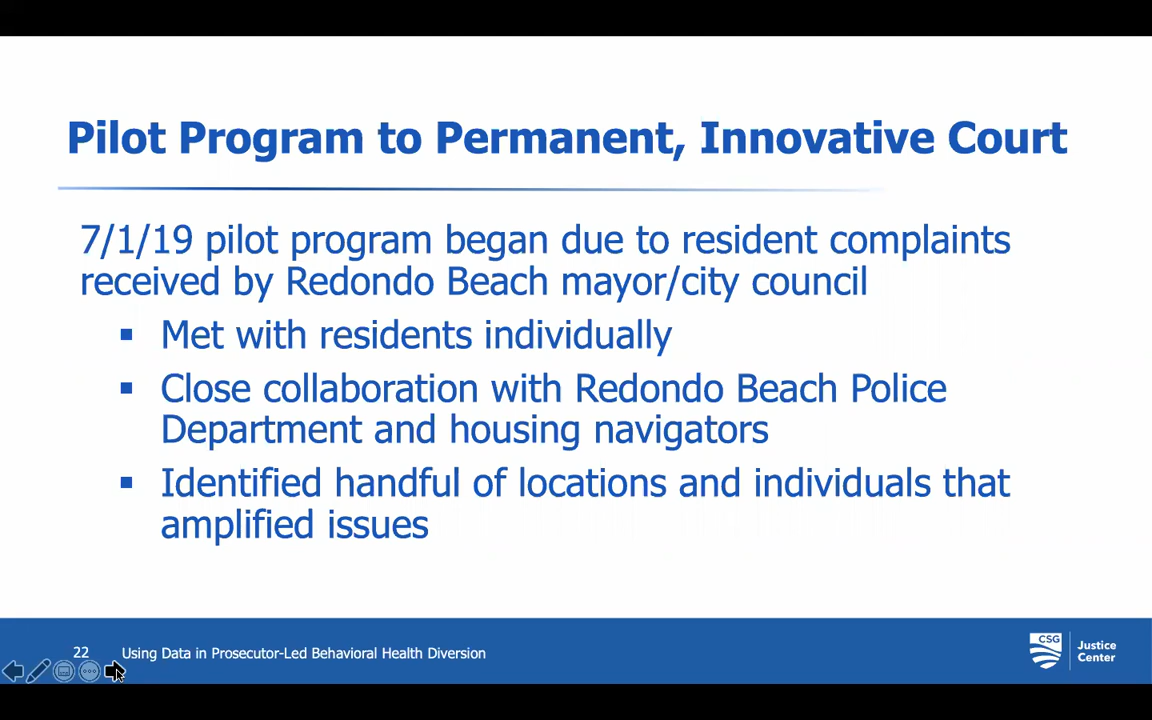 Pilot Program to Permanent, Innovative Court
7/1/19 pilot program began due to resident complaints
received by Redondo Beach mayor/city council
▪ Met with residents individually
▪ Close collaboration with Redondo Beach Police
Department and housing navigators
▪ Identified handful of locations and individuals that
amplified issues
22 Using Data in Prosecutor-Led Behavioral Health Diversion
CSG Justice
Center